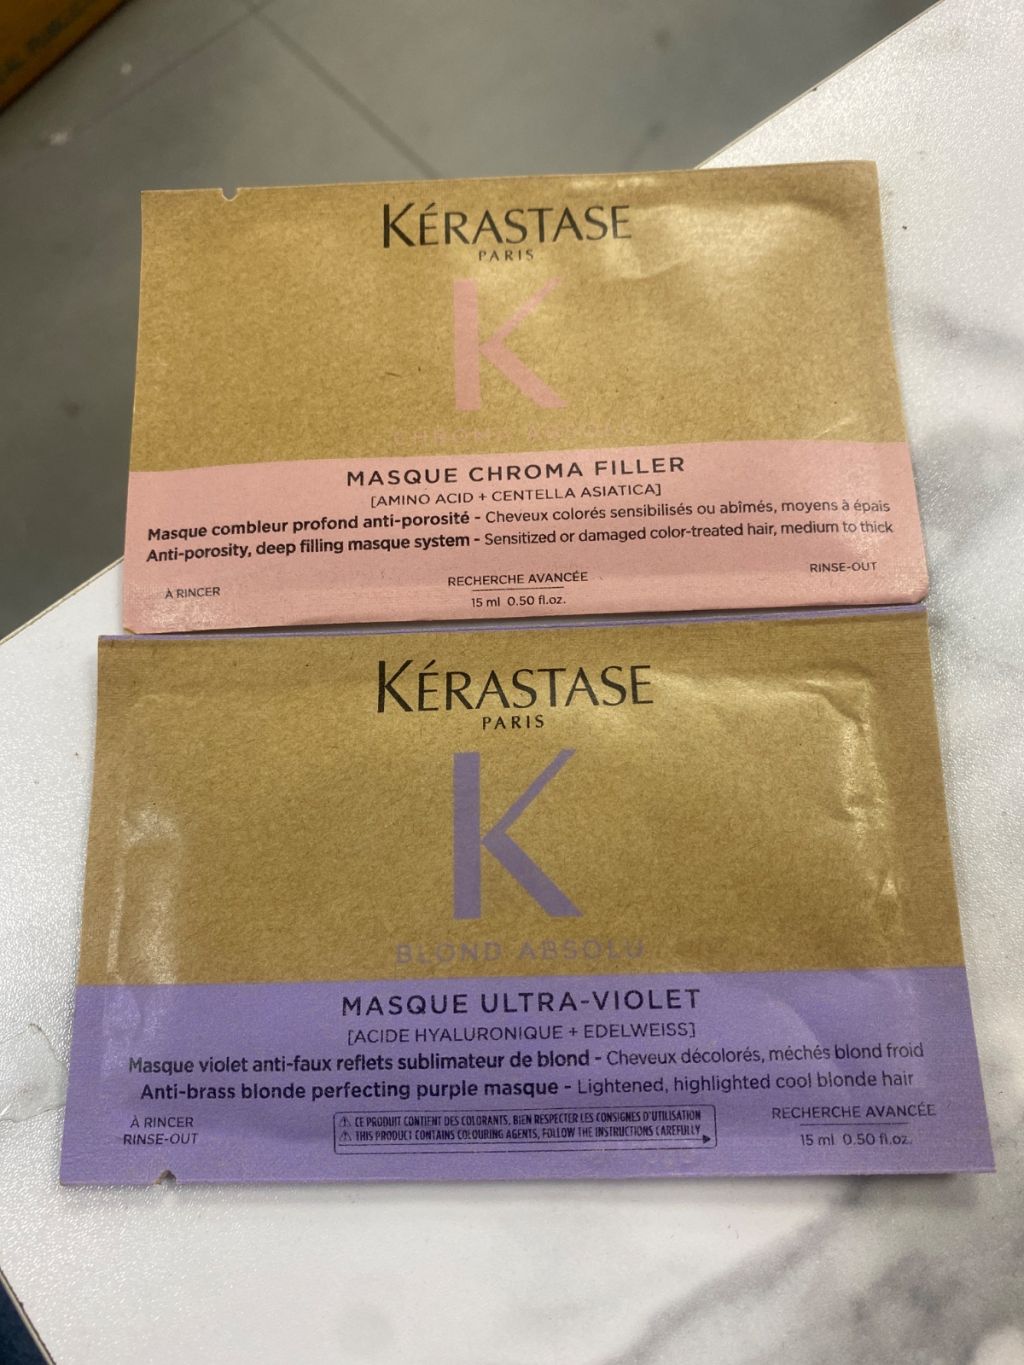 KÉRASTASE
PARIS
K
CHROMA ABSOLU
MASQUE CHROMA FILLER
[AMINO ACID + CENTELLA ASIATICA]
Masque combleur profond anti-porosité - Cheveux colorés sensibilisés ou abîmés, moyens à épais
Anti-porosity, deep filling masque system - Sensitized or damaged color-treated hair, medium to thick
À RINCER
RECHERCHE AVANCÉE
15 ml 0.50 fl.oz.
RINSE-OUT
KÉRASTASE
PARIS
K
BLOND ABSOLU
MASQUE ULTRA-VIOLET
[ACIDE HYALURONIQUE + EDELWEISS]
Masque violet anti-faux reflets sublimateur de blond - Cheveux décolorés, méchés blond froid
Anti-brass blonde perfecting purple masque - Lightened, highlighted cool blonde hair
À RINCER
RINSE-OUT
⚠ CE PRODUIT CONTIENT DES COLORANTS, BIEN RESPECTER LES CONSIGNES D'UTILISATION
⚠ THIS PRODUCT CONTAINS COLOURING AGENTS, FOLLOW THE INSTRUCTIONS CAREFULLY
RECHERCHE AVANCÉE
15 ml 0.50 fl.oz.